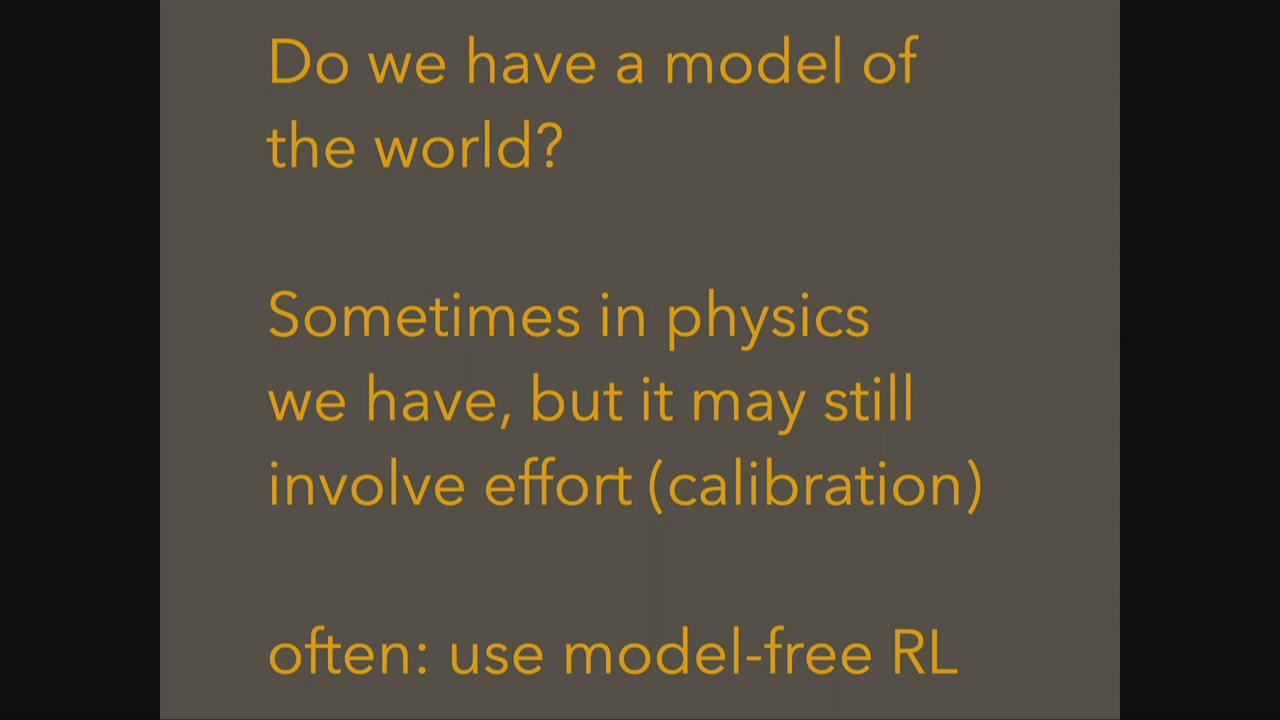 Do we have a model of
the world?
Sometimes in physics
we have, but it may still
involve effort (calibration)
often: use model-free RL